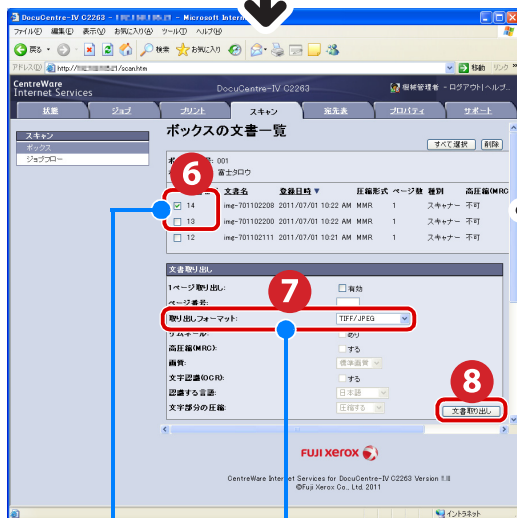 DocuCentre-IV C2263 - Microsoft Intern
ファイル(F) 編集(E) 表示(V) お気に入り(A) ツール(T) ヘルプ(H)
戻る 検索 お気に入り
アドレス(D) http:// /scan.htm 移動 リンク »
CentreWare
Internet Services
DocuCentre-IV C2263
機械管理者 - ログアウト|ヘルプ..
状態 ジョブ プリント スキャン 宛先表 プロパティ サポート
スキャン
ボックス
ジョブフロー
ボックスの文書一覧
すべて選択 削除
: 001
富士タロウ
6
文書名 登録日時▼ 圧縮形式 ページ数 種別 高圧縮(MRC
14 img-701102208 2011/07/01 10:22 AM MMR 1 スキャナー 不可
13 img-701102200 2011/07/01 10:22 AM MMR 1 スキャナー 不可
12 img-701102111 2011/07/01 10:21 AM MMR 1 スキャナー 不可
文書取り出し
1ページ取り出し: 有効
7
ページ番号:
取り出しフォーマット: TIFF/JPEG
サムネール: あり
高圧縮(MRC): する
画質: 標準画質
文字認識(OCR): する
8
認識する言語: 日本語
文字部分の圧縮: 圧縮する
文書取り出し
FUJI XEROX
CentreWare Internet Services for DocuCentre-IV C2263 Version 1.11
©Fuji Xerox Co., Ltd. 2011
イントラネット